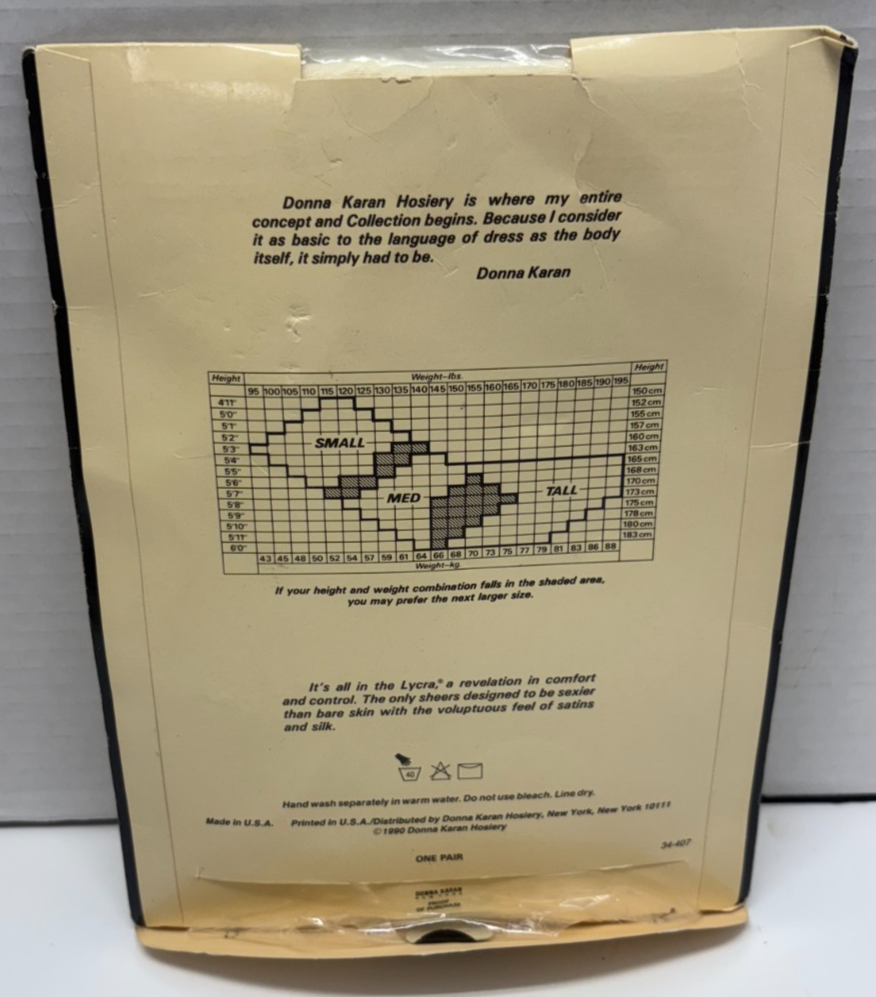 Donna Karan Hosiery is where my entire
concept and Collection begins. Because I consider
it as basic to the language of dress as the body
itself, it simply had to be.
Donna Karan
Height Weight-lbs. Height
95 100 105 110 115 120 125 130 135 140 145 150 155 160 165 170 175 180 185 190 195 150cm
4'11" 152cm
5'0" 155cm
5'1" 157cm
5'2" 160cm
5'3" 163cm
5'4" 165cm
5'5" 168cm
5'6" 170cm
5'7" 173cm
5'8" 175cm
5'9" 178cm
5'10" 180cm
5'11" 183cm
6'0"
SMALL
MED
TALL
43 45 48 50 52 54 57 59 61 64 66 68 70 73 75 77 79 81 83 86 88
Weight-kg.
If your height and weight combination falls in the shaded area,
you may prefer the next larger size.
It's all in the Lycra,® a revelation in comfort
and control. The only sheers designed to be sexier
than bare skin with the voluptuous feel of satins
and silk.
40
Hand wash separately in warm water. Do not use bleach. Line dry.
Made in U.S.A. Printed in U.S.A./Distributed by Donna Karan Hosiery, New York, New York 10111
©1990 Donna Karan Hosiery
34-407
ONE PAIR
DONNA KARAN
NEW YORK
PROOF
OF PURCHASE